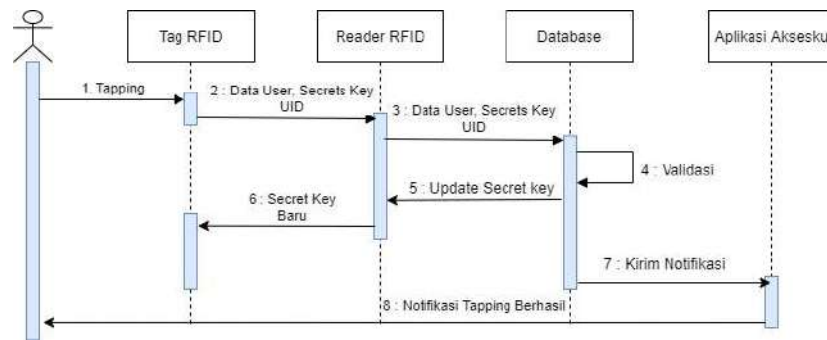 Tag RFID
Reader RFID
Database
Aplikasi Aksesku
1. Tapping
2 : Data User, Secrets Key
UID
3 : Data User, Secrets Key
UID
4 : Validasi
5 : Update Secret key
6 : Secret Key
Baru
7 : Kirim Notifikasi
8 : Notifikasi Tapping Berhasil